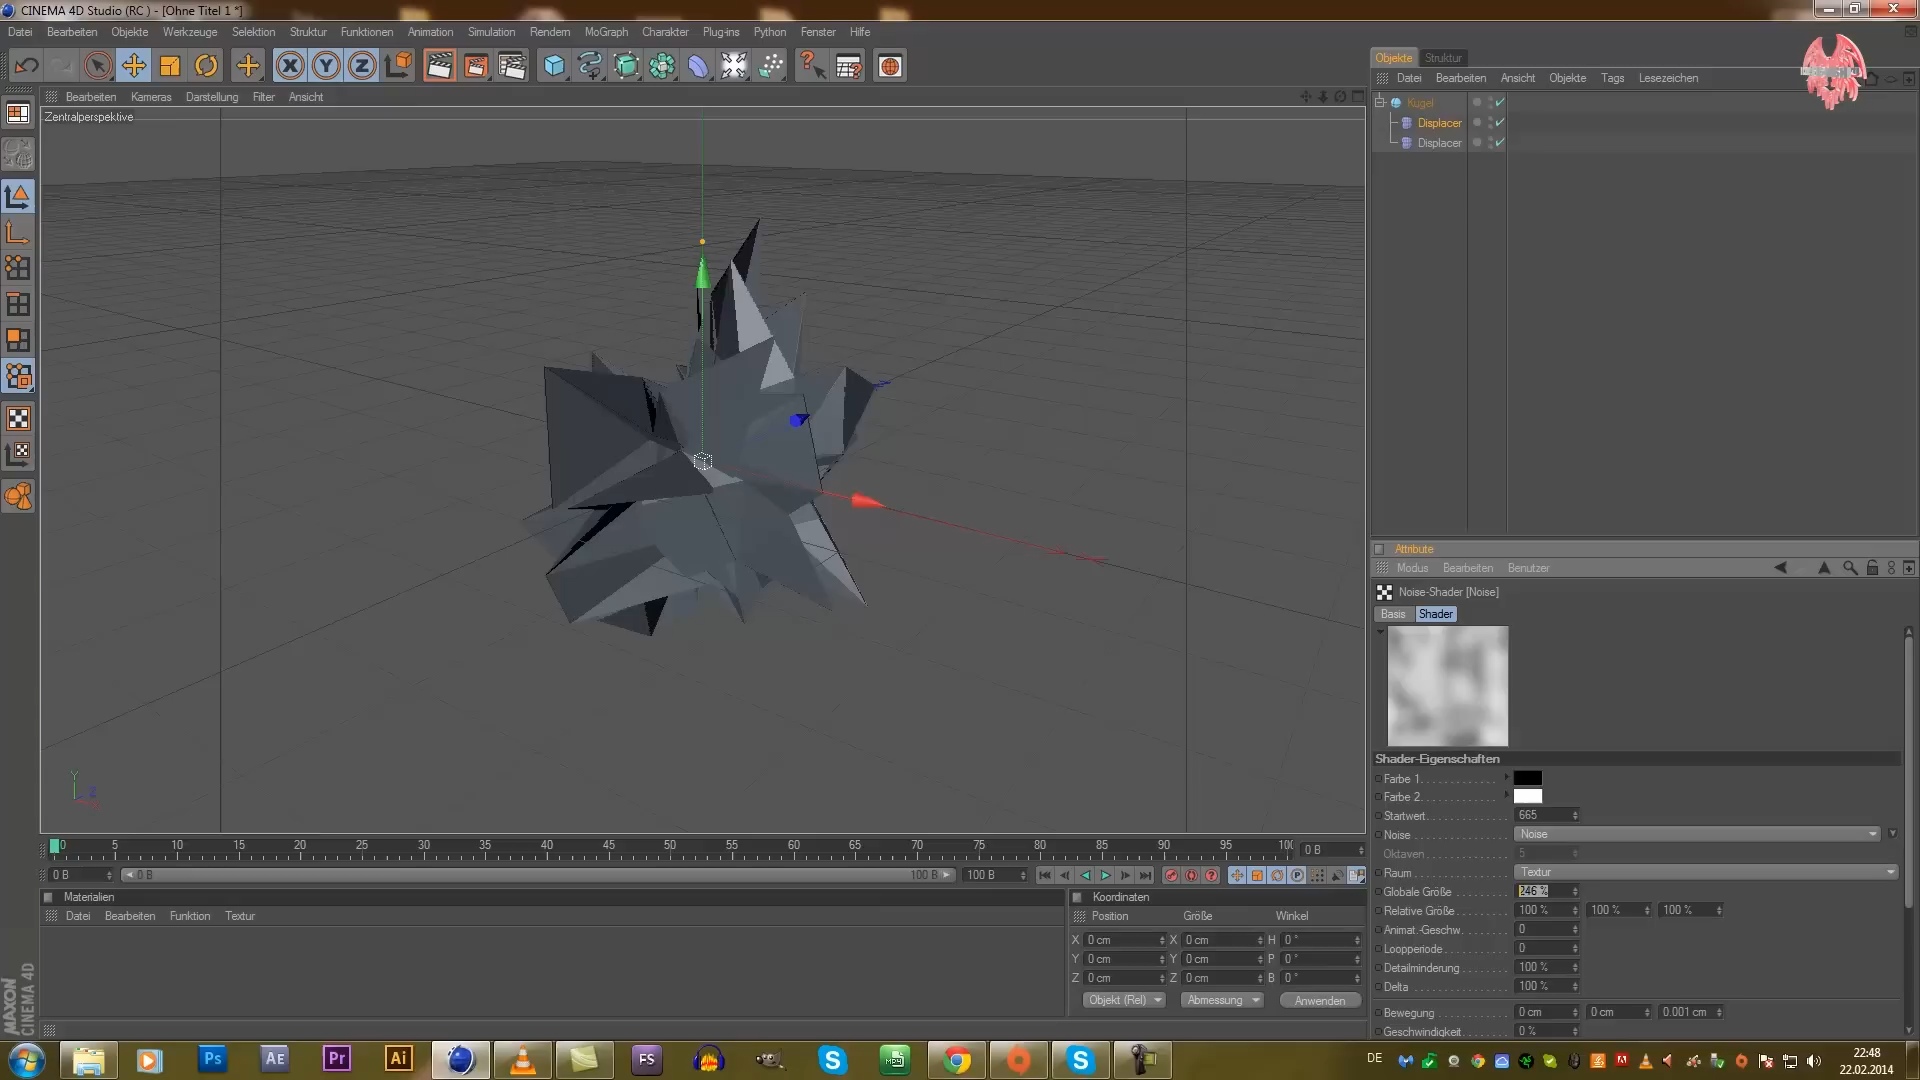 CINEMA 4D Studio (RC ) - [Ohne Titel 1 *]
Datei Bearbeiten Objekte Werkzeuge Selektion Struktur Funktionen Animation Simulation Rendern MoGraph Charakter Plug-ins Python Fenster Hilfe
X Y Z
Bearbeiten Kameras Darstellung Filter Ansicht
Zentralperspektive
Objekte Struktur
Datei Bearbeiten Ansicht Objekte Tags Lesezeichen
Kugel
Displacer
Displacer
Attribute
Modus Bearbeiten Benutzer
Noise-Shader [Noise]
Basis Shader
Shader-Eigenschaften
Farbe 1
Farbe 2
Startwert 665
Noise Noise
Oktaven 5
Raum Textur
Globale Größe 246 %
Relative Größe 100 % 100 % 100 %
Animat.-Geschw. 0
Loopperiode 0
Detailminderung 100 %
Delta 100 %
Bewegung 0 cm 0 cm 0.001 cm
Geschwindigkeit 0 %
Y
Z
0 5 10 15 20 25 30 35 40 45 50 55 60 65 70 75 80 85 90 95 100 0 B
0 B 0 B 100 B 100 B
Materialien
Datei Bearbeiten Funktion Textur
Koordinaten
Position Größe Winkel
X 0 cm X 0 cm H 0 °
Y 0 cm Y 0 cm P 0 °
Z 0 cm Z 0 cm B 0 °
Objekt (Rel) Abmessung Anwenden
MAXON CINEMA 4D
Ps AE Pr Ai FS MP4
DE
22:48
22.02.2014